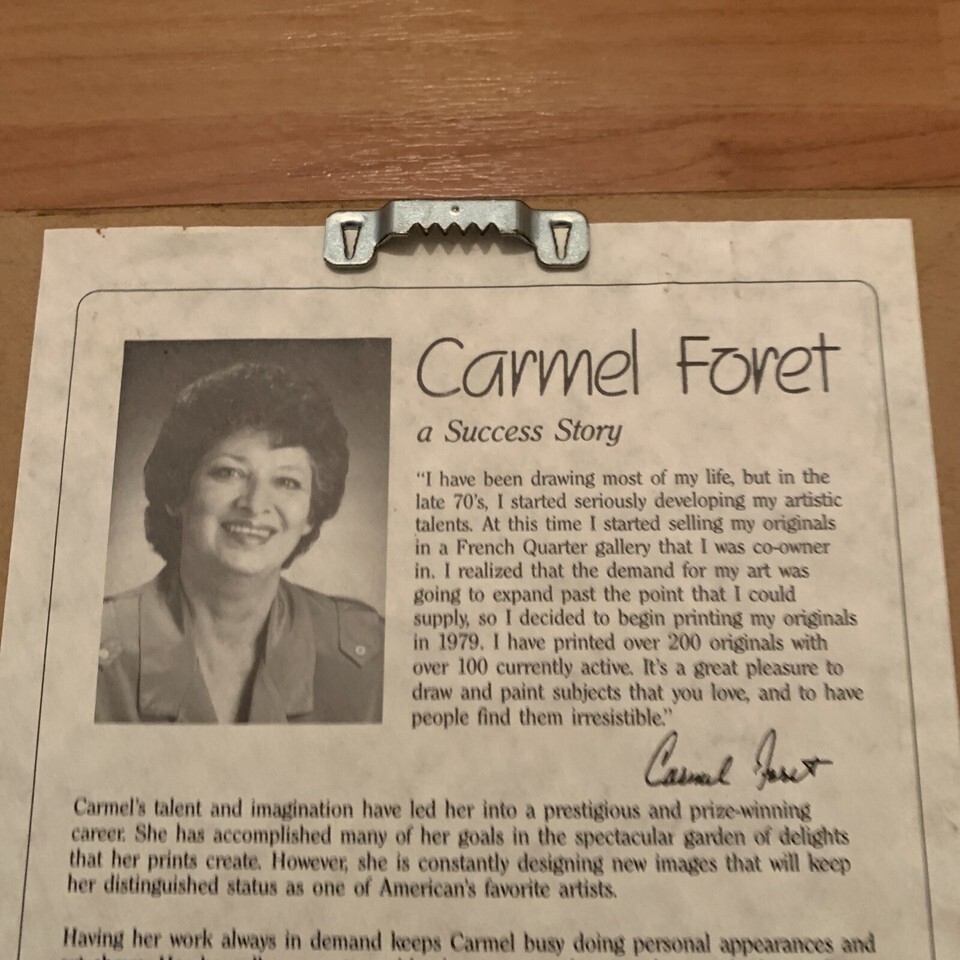 Carmel Foret
a Success Story
“I have been drawing most of my life, but in the
late 70's, I started seriously developing my artistic
talents. At this time I started selling my originals
in a French Quarter gallery that I was co-owner
in. I realized that the demand for my art was
going to expand past the point that I could
supply, so I decided to begin printing my originals
in 1979. I have printed over 200 originals with
over 100 currently active. It's a great pleasure to
draw and paint subjects that you love, and to have
people find them irresistible.”
Carmel Foret
Carmel's talent and imagination have led her into a prestigious and prize-winning
career. She has accomplished many of her goals in the spectacular garden of delights
that her prints create. However, she is constantly designing new images that will keep
her distinguished status as one of American's favorite artists.
Having her work always in demand keeps Carmel busy doing personal appearances and